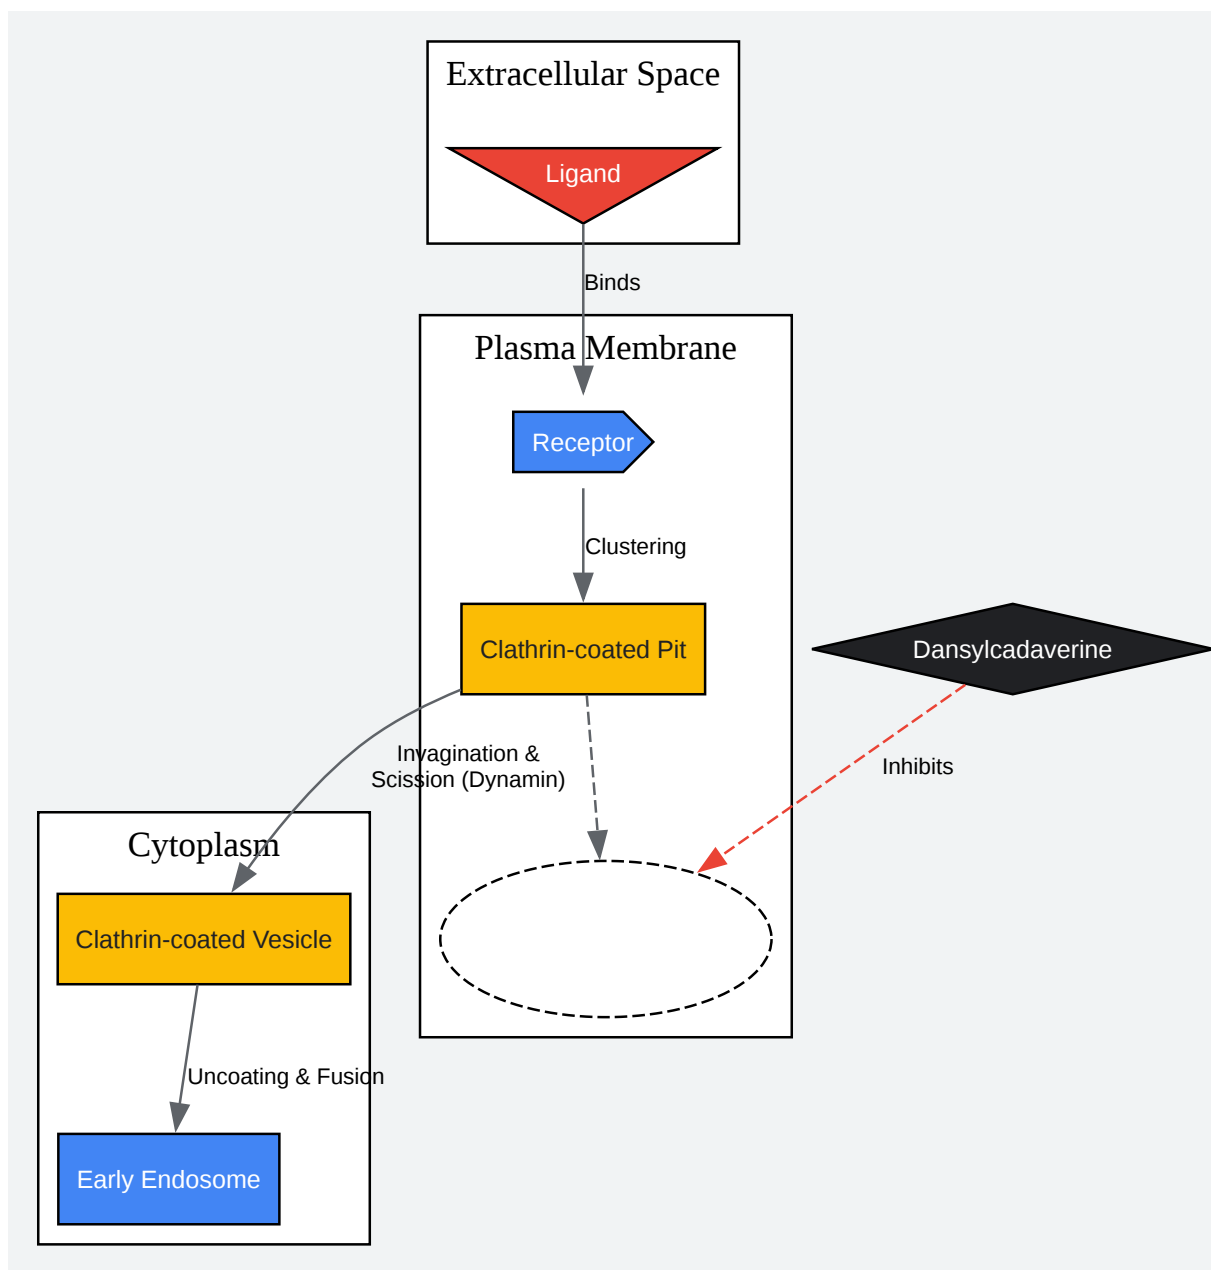 Extracellular Space
Ligand
Binds
Plasma Membrane
Receptor
Clustering
Clathrin-coated Pit
Dansylcadaverine
Invagination &
Scission (Dynamin)
Inhibits
Cytoplasm
Clathrin-coated Vesicle
Uncoating & Fusion
Early Endosome